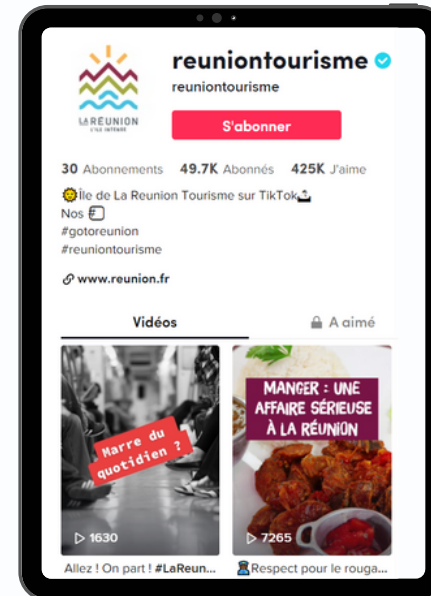 LA RÉUNION
L'ILE INTENSE
reuniontourisme
reuniontourisme
S'abonner
30 Abonnements 49.7K Abonnés 425K J'aime
Île de La Reunion Tourisme sur TikTok
Nos #️⃣
#gotoreunion
#reuniontourisme
www.reunion.fr
Vidéos
A aimé
Marre du
quotidien ?
1630
MANGER : UNE
AFFAIRE SÉRIEUSE
À LA RÉUNION
7265
Allez ! On part ! #LaReun...
Respect pour le rouga...